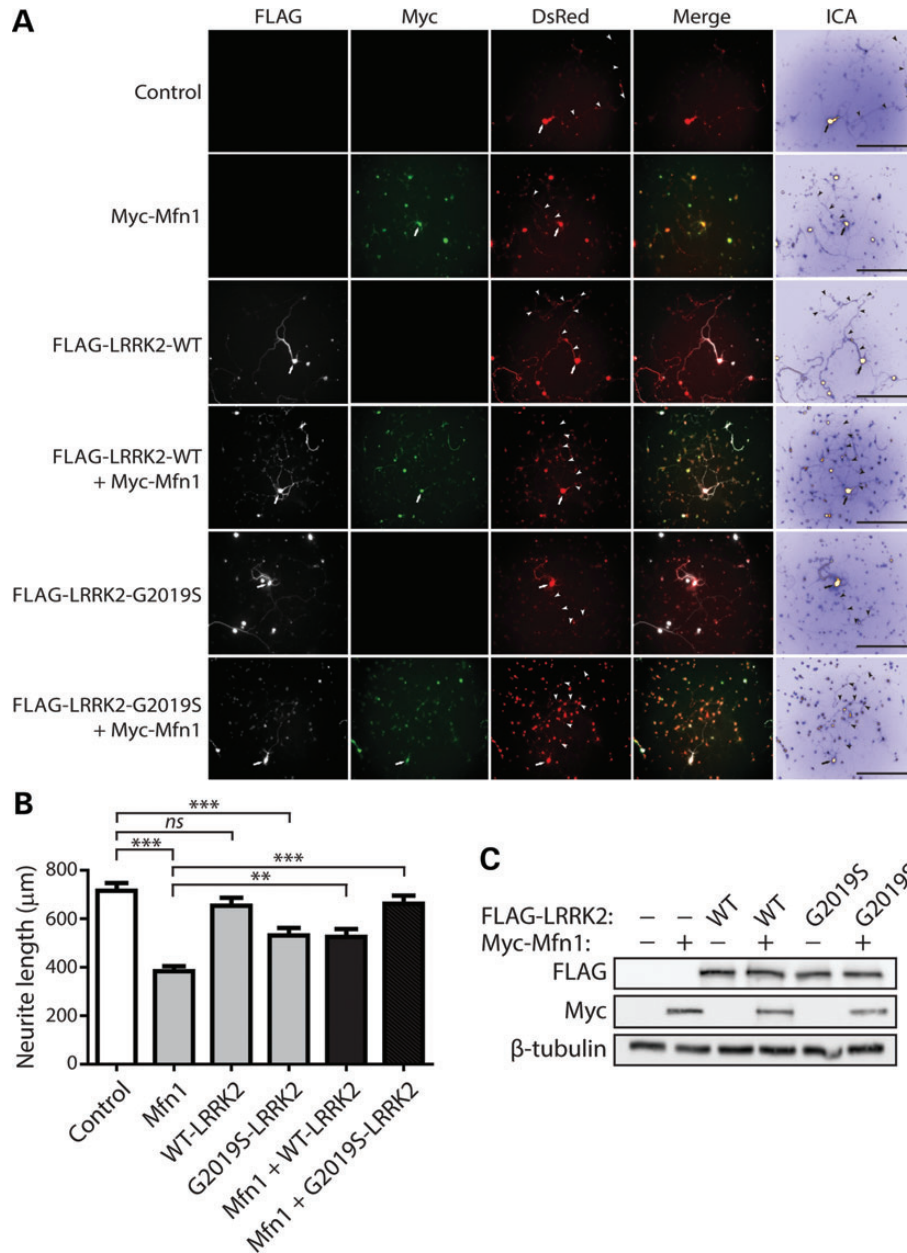 A
FLAG Myc DsRed Merge ICA
Control
Myc-Mfn1
FLAG-LRRK2-WT
FLAG-LRRK2-WT
+ Myc-Mfn1
FLAG-LRRK2-G2019S
FLAG-LRRK2-G2019S
+ Myc-Mfn1
B
***
ns
***
***
**
800
600
400
200
0
Neurite length (μm)
Control
Mfn1
WT-LRRK2
G2019S-LRRK2
Mfn1 + WT-LRRK2
Mfn1 + G2019S-LRRK2
C
FLAG-LRRK2: – – WT WT G2019S G2019S
Myc-Mfn1: – + – + – +
FLAG
Myc
β-tubulin